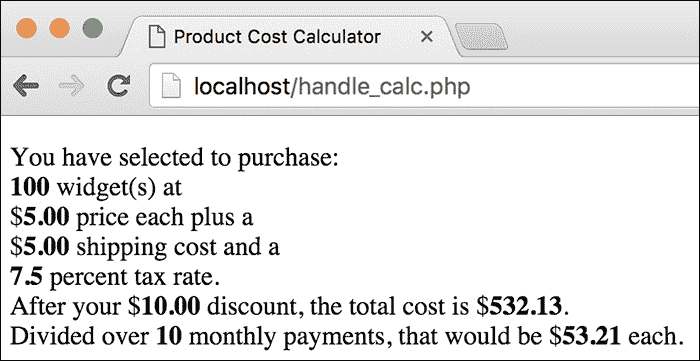 Product Cost Calculator
localhost/handle_calc.php
You have selected to purchase:
100 widget(s) at
$5.00 price each plus a
$5.00 shipping cost and a
7.5 percent tax rate.
After your $10.00 discount, the total cost is $532.13.
Divided over 10 monthly payments, that would be $53.21 each.